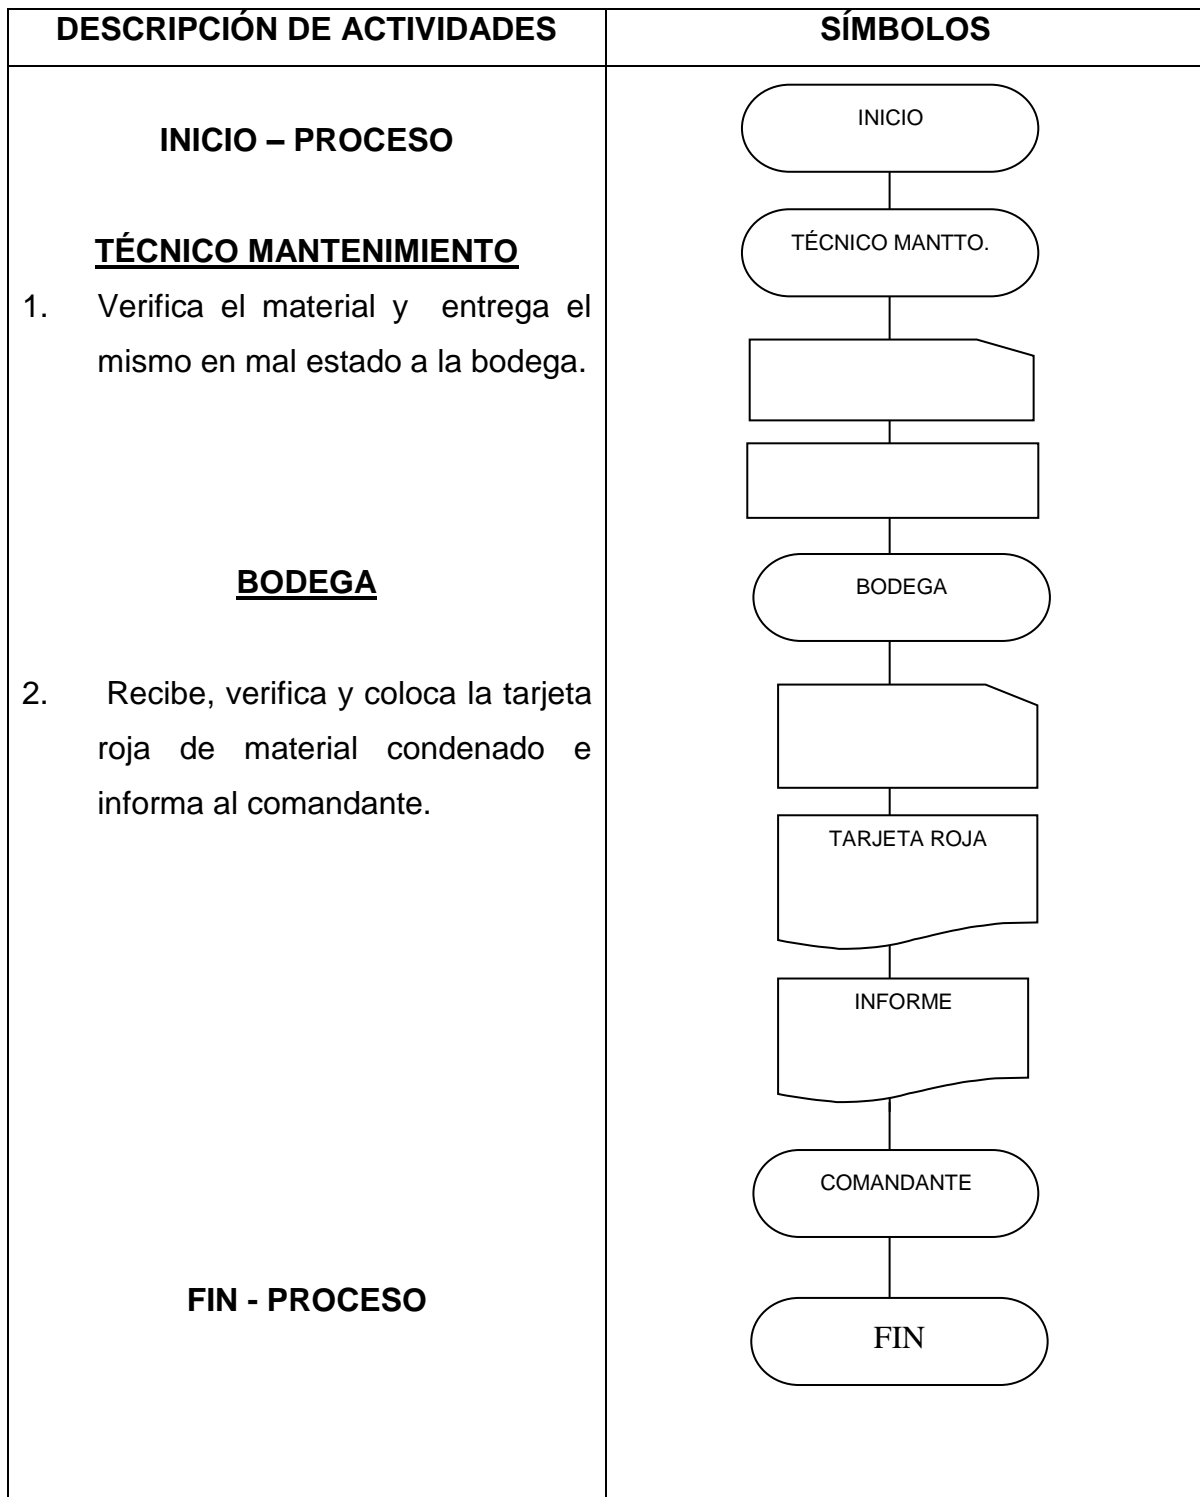 DESCRIPCIÓN DE ACTIVIDADES
SÍMBOLOS
INICIO – PROCESO
TÉCNICO MANTENIMIENTO
1. Verifica el material y entrega el
mismo en mal estado a la bodega.
BODEGA
2. Recibe, verifica y coloca la tarjeta
roja de material condenado e
informa al comandante.
FIN - PROCESO
INICIO
TÉCNICO MANTTO.
BODEGA
TARJETA ROJA
INFORME
COMANDANTE
FIN